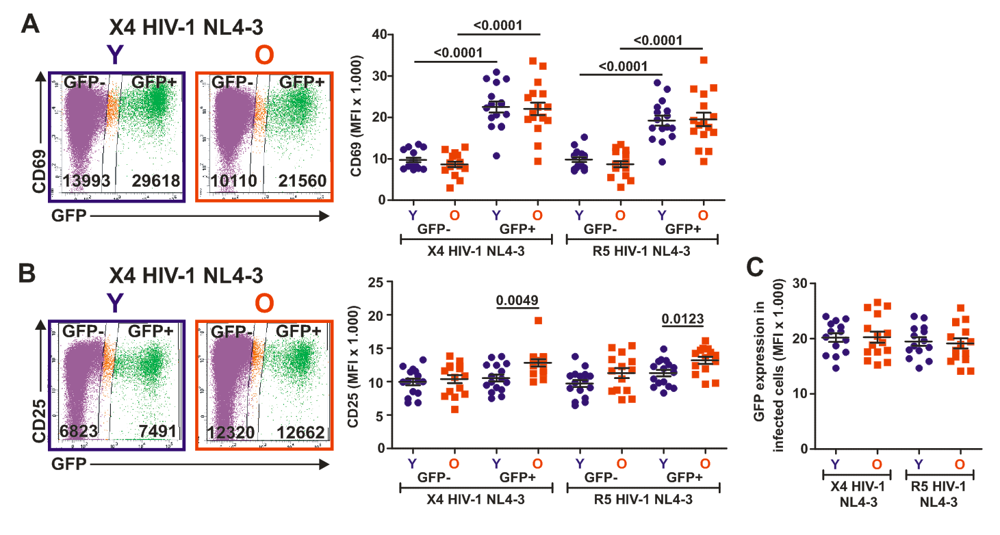 A
X4 HIV-1 NL4-3
Y O
GFP- GFP+
GFP- GFP+
CD69
13993 29618
10110 21560
GFP
CD69 (MFI x 1.000)
40
30
20
10
0
<0.0001
<0.0001
<0.0001
<0.0001
Y O Y O Y O Y O
GFP- GFP+ GFP- GFP+
X4 HIV-1 NL4-3 R5 HIV-1 NL4-3
B
X4 HIV-1 NL4-3
Y O
GFP- GFP+
GFP- GFP+
CD25
6823 7491
12320 12662
GFP
CD25 (MFI x 1.000)
25
20
15
10
5
0
0.0049
0.0123
Y O Y O Y O Y O
GFP- GFP+ GFP- GFP+
X4 HIV-1 NL4-3 R5 HIV-1 NL4-3
C
GFP expression in
infected cells (MFI x 1.000)
30
20
10
0
Y O Y O
X4 HIV-1 R5 HIV-1
NL4-3 NL4-3